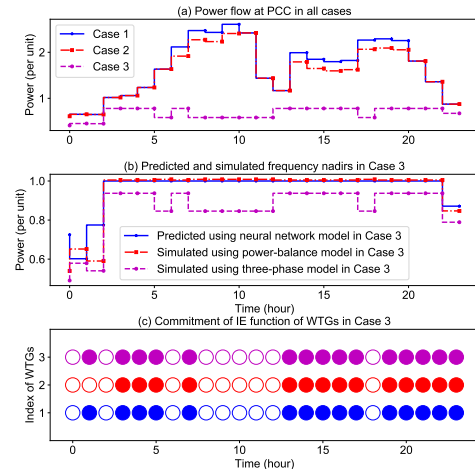 (a) Power flow at PCC in all cases
Power (per unit)
2
1
Case 1
Case 2
Case 3
0 5 10 15 20
(b) Predicted and simulated frequency nadirs in Case 3
Power (per unit)
1.0
0.8
0.6
Predicted using neural network model in Case 3
Simulated using power-balance model in Case 3
Simulated using three-phase model in Case 3
0 5 10 15 20
Time (hour)
(c) Commitment of IE function of WTGs in Case 3
Index of WTGs
3
2
1
0 5 10 15 20
Time (hour)